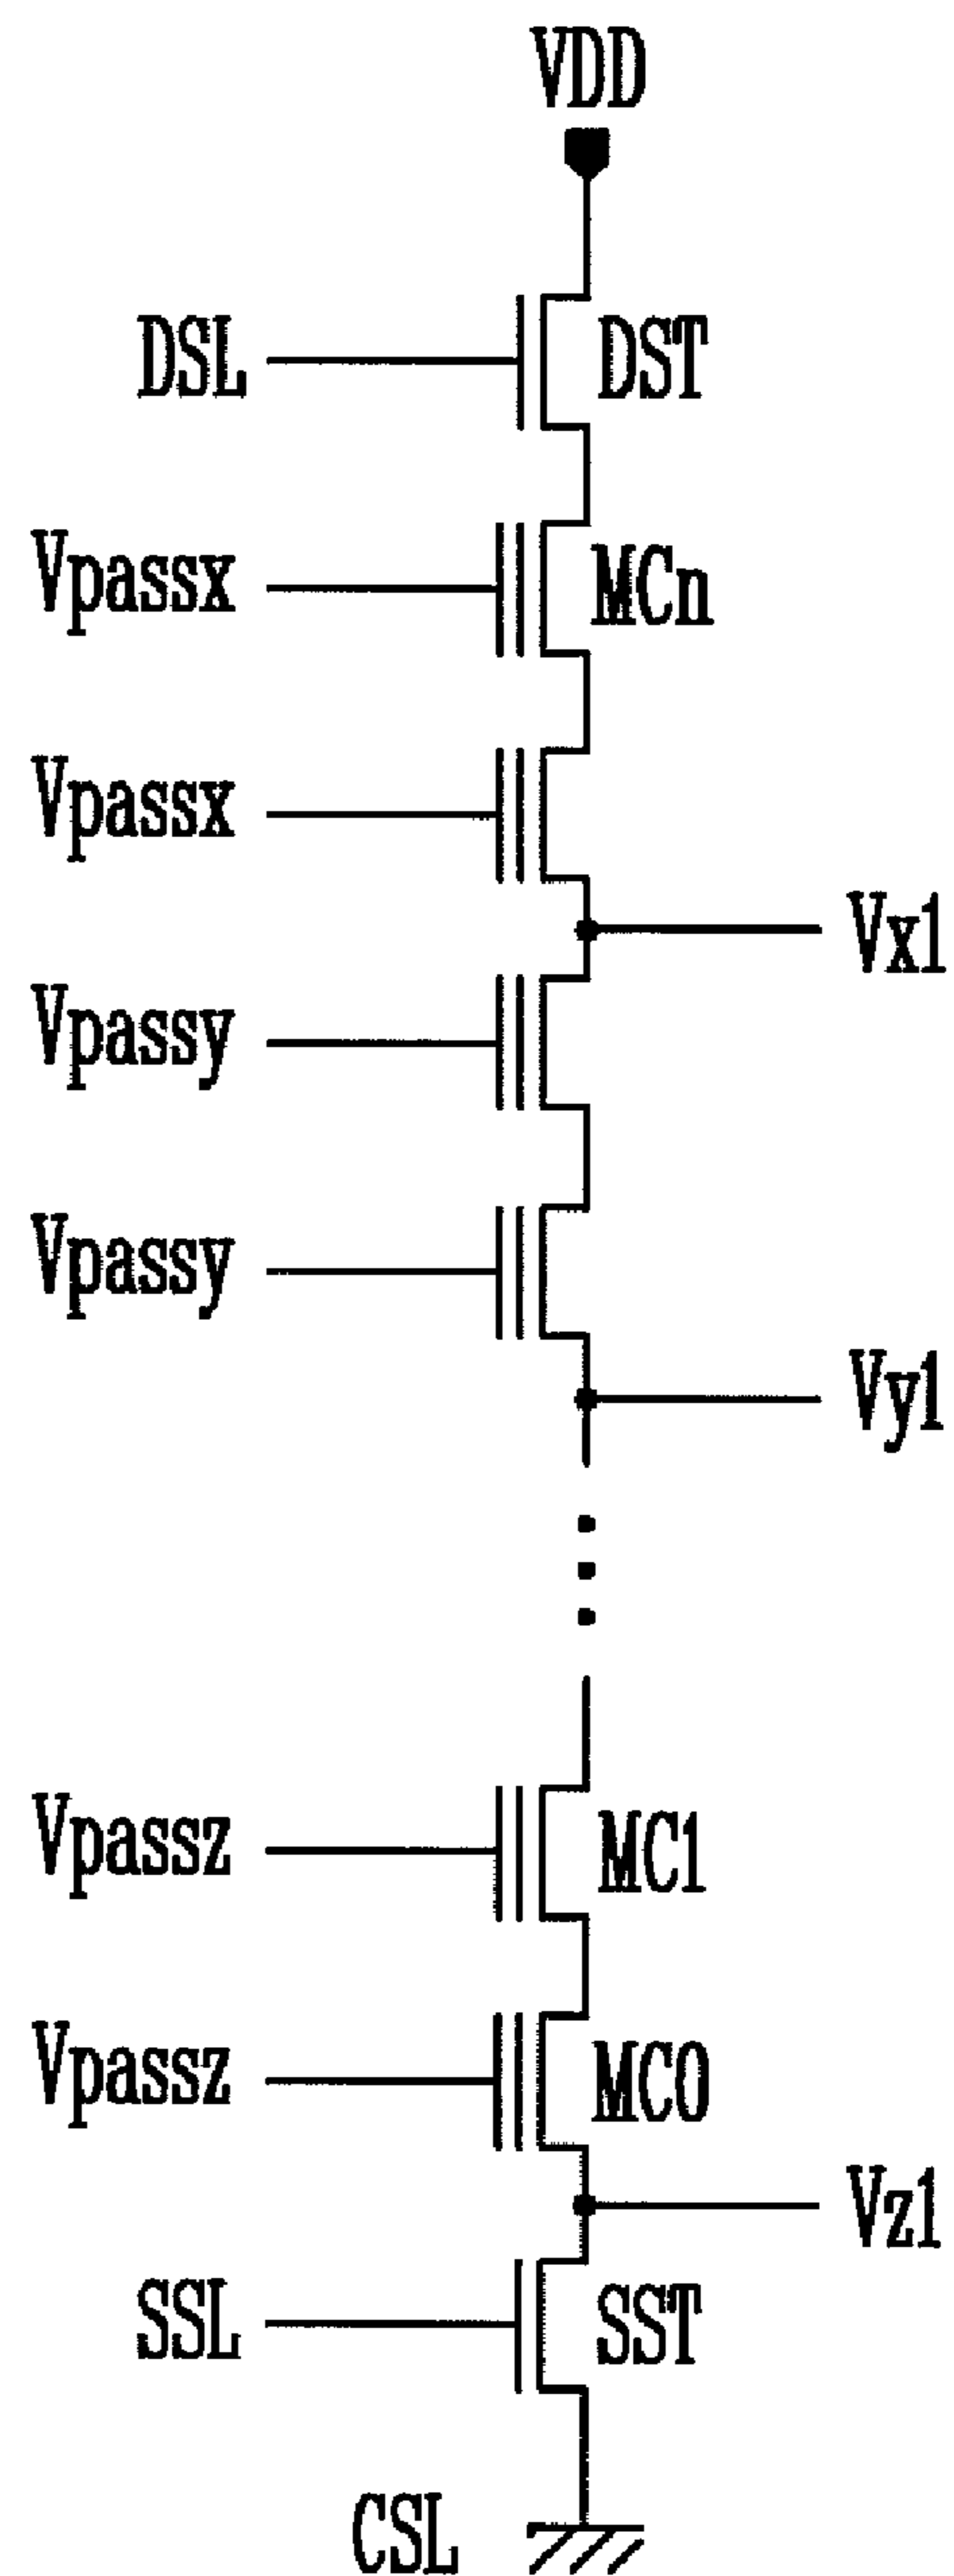 VDD
DSL DST
Vpassx MCn
Vpassx
Vx1
Vpassy
Vpassy
Vy1
Vpassz MC1
Vpassz MC0
Vz1
SSL SST
CSL